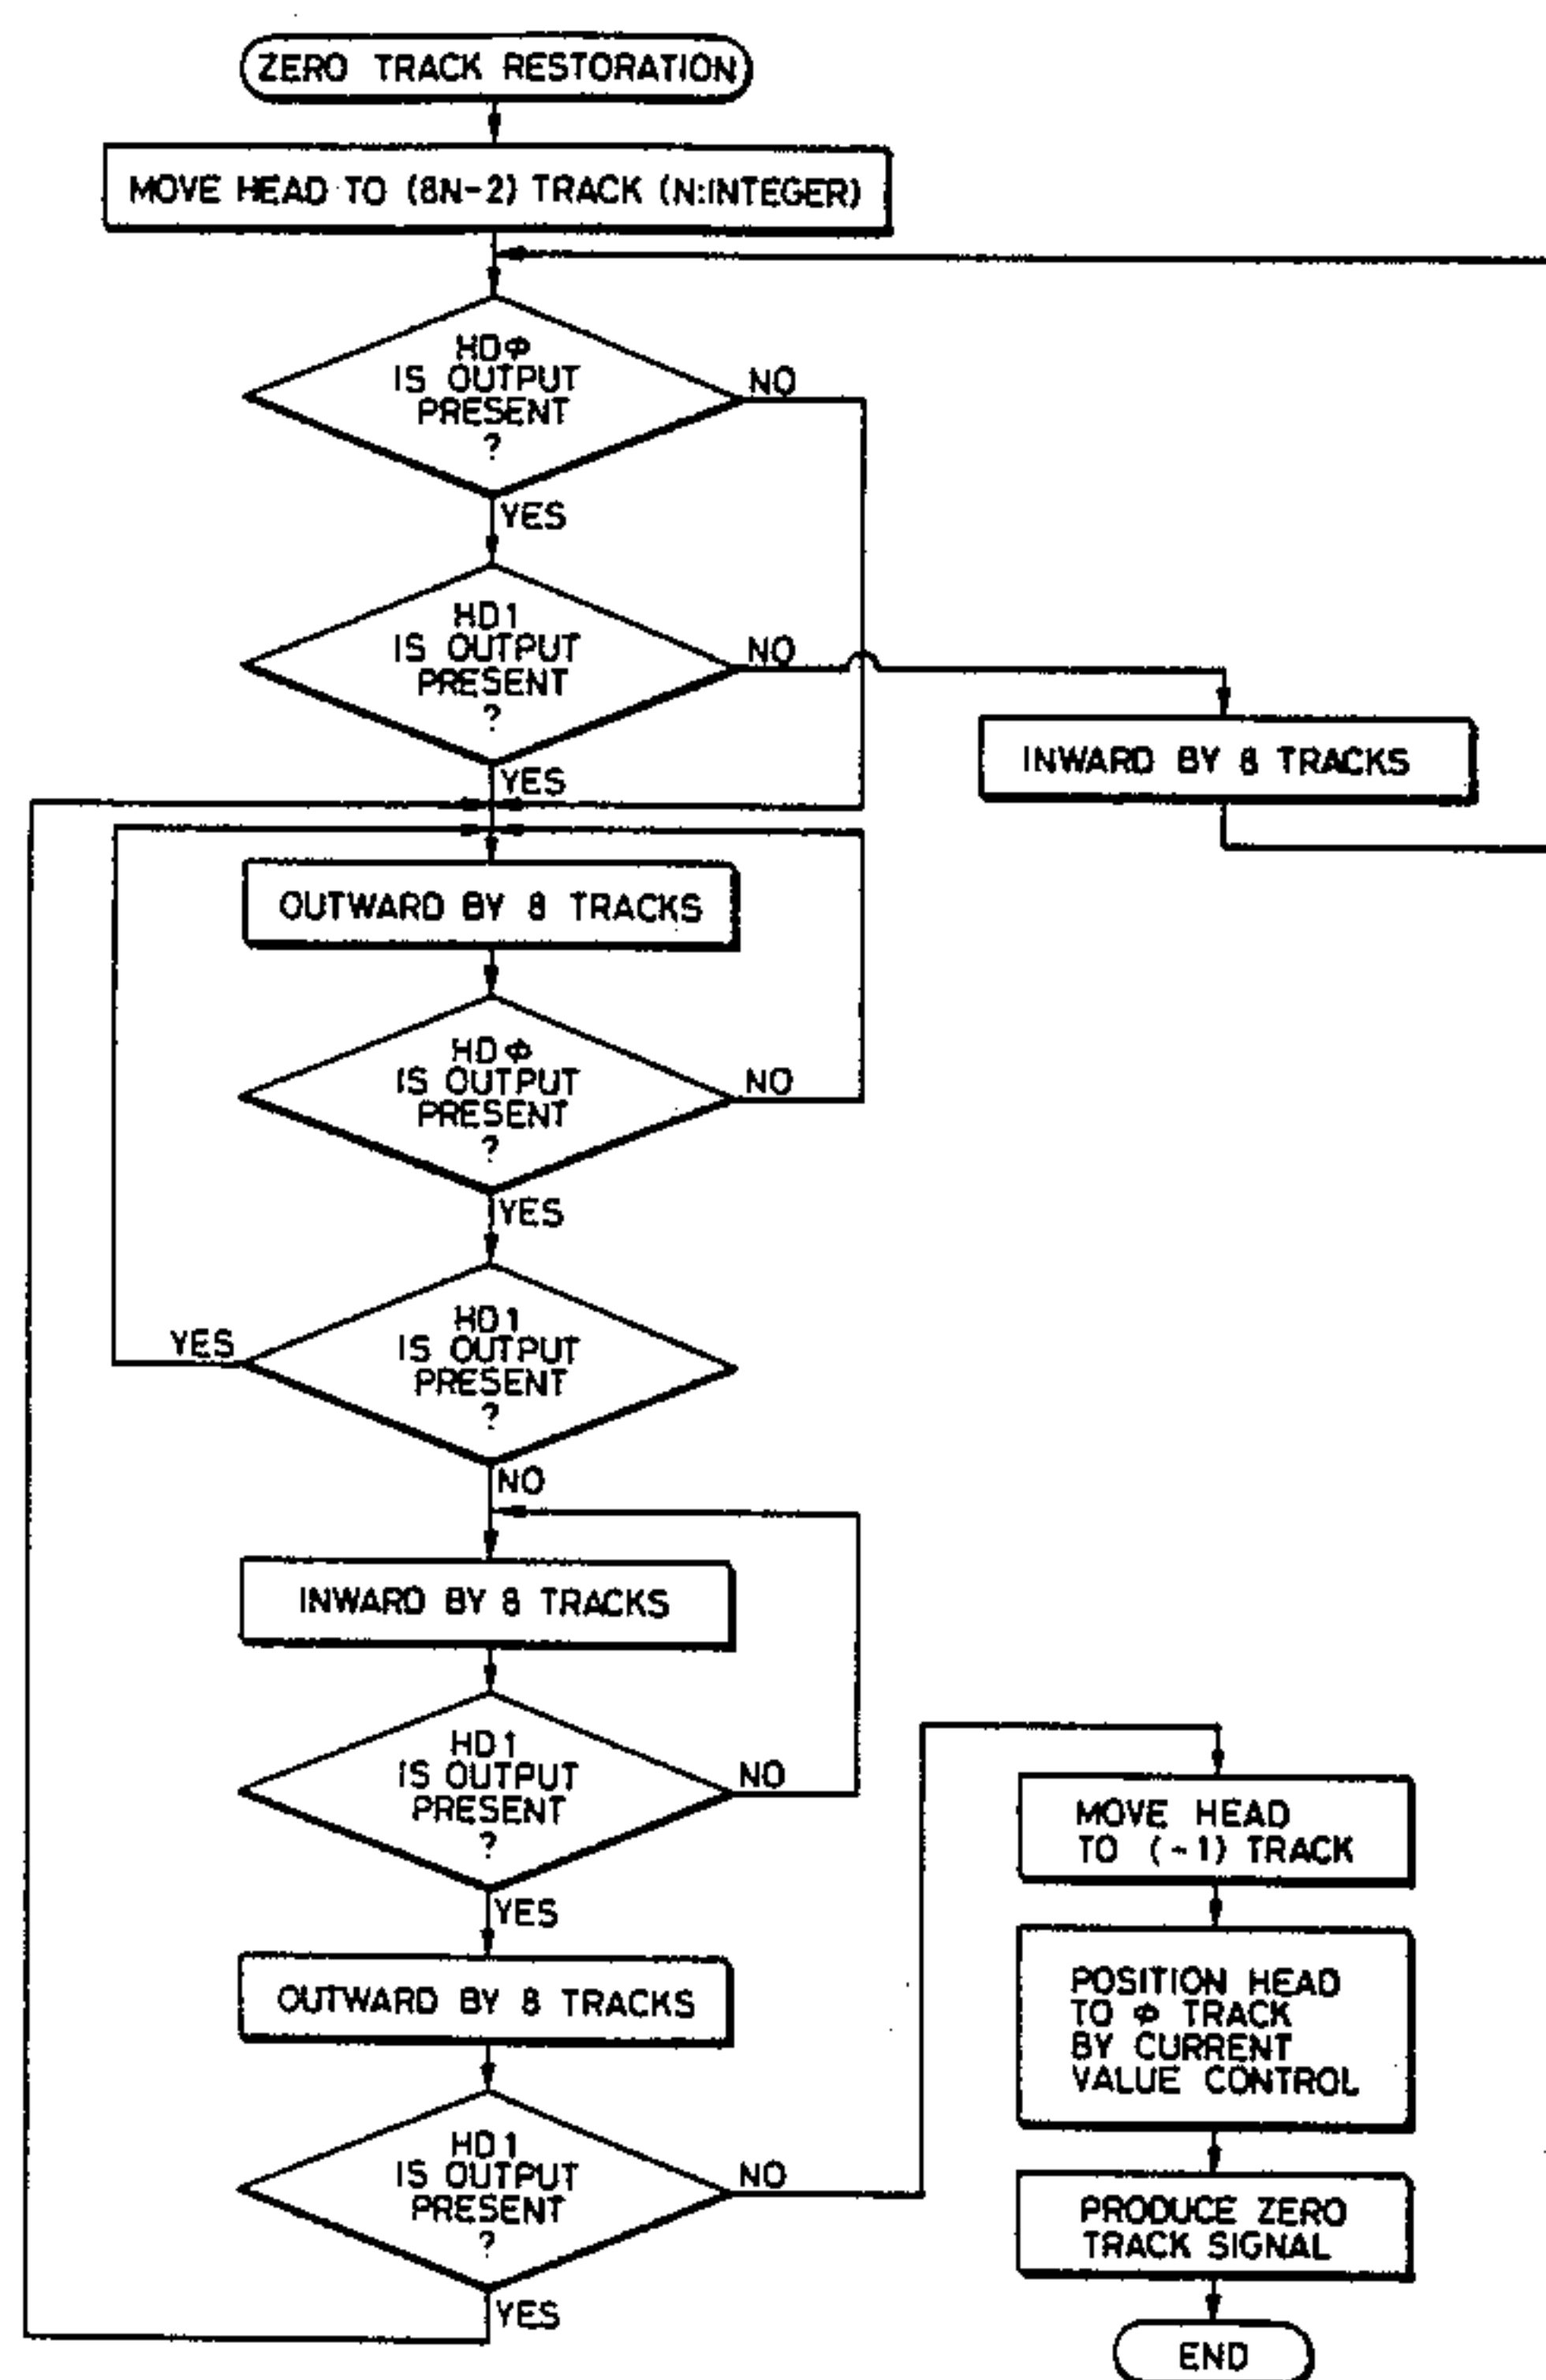 ZERO TRACK RESTORATION
MOVE HEAD TO (8N-2) TRACK (N:INTEGER)
HDΦ
IS OUTPUT
PRESENT
?
NO
YES
HD1
IS OUTPUT
PRESENT
?
NO
YES
INWARD BY 8 TRACKS
OUTWARD BY 8 TRACKS
HDΦ
IS OUTPUT
PRESENT
?
NO
YES
HD1
IS OUTPUT
PRESENT
?
YES
NO
INWARD BY 8 TRACKS
HD1
IS OUTPUT
PRESENT
?
NO
YES
OUTWARD BY 8 TRACKS
HD1
IS OUTPUT
PRESENT
?
NO
YES
MOVE HEAD
TO (-1) TRACK
POSITION HEAD
TO Φ TRACK
BY CURRENT
VALUE CONTROL
PRODUCE ZERO
TRACK SIGNAL
END